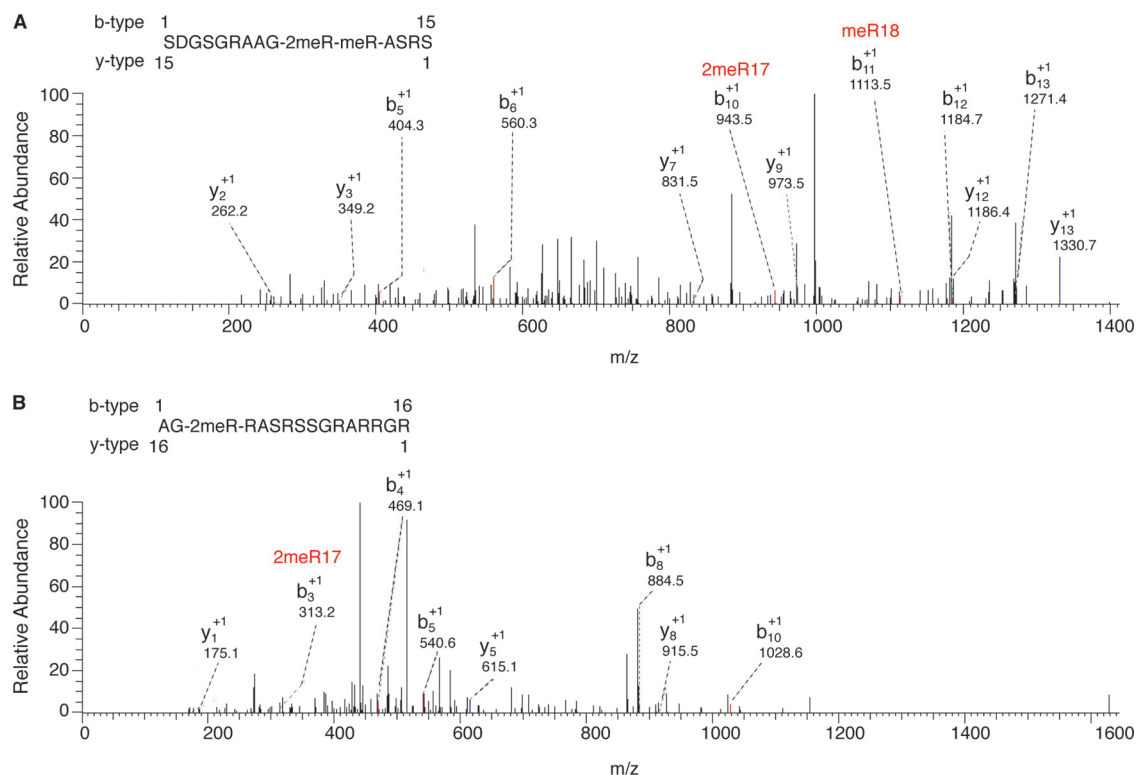 A
b-type 1 15
SDGSGRAAG-2meR-meR-ASRS
y-type 15 1
meR18
2meR17
b5+1
404.3
b6+1
560.3
b10+1
943.5
b11+1
1113.5
b12+1
1184.7
b13+1
1271.4
y2+1
262.2
y3+1
349.2
y7+1
831.5
y9+1
973.5
y12+1
1186.4
y13+1
1330.7
Relative Abundance
100
80
60
40
20
0
0 200 400 600 800 1000 1200 1400
m/z
B
b-type 1 16
AG-2meR-RASRSSGRARRGR
y-type 16 1
2meR17
b4+1
469.1
b3+1
313.2
y1+1
175.1
b5+1
540.6
y5+1
615.1
b8+1
884.5
y8+1
915.5
b10+1
1028.6
Relative Abundance
100
80
60
40
20
0
0 200 400 600 800 1000 1200 1400 1600
m/z